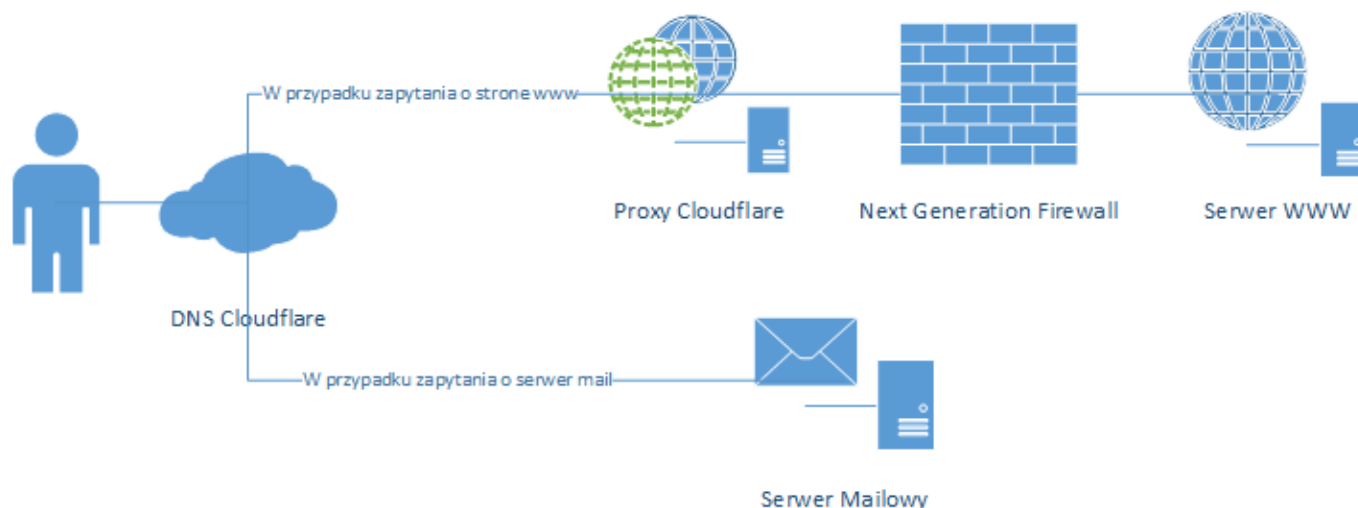 W przypadku zapytania o strone www
Proxy Cloudflare
Next Generation Firewall
Serwer WWW
DNS Cloudflare
W przypadku zapytania o serwer mail
Serwer Mailowy